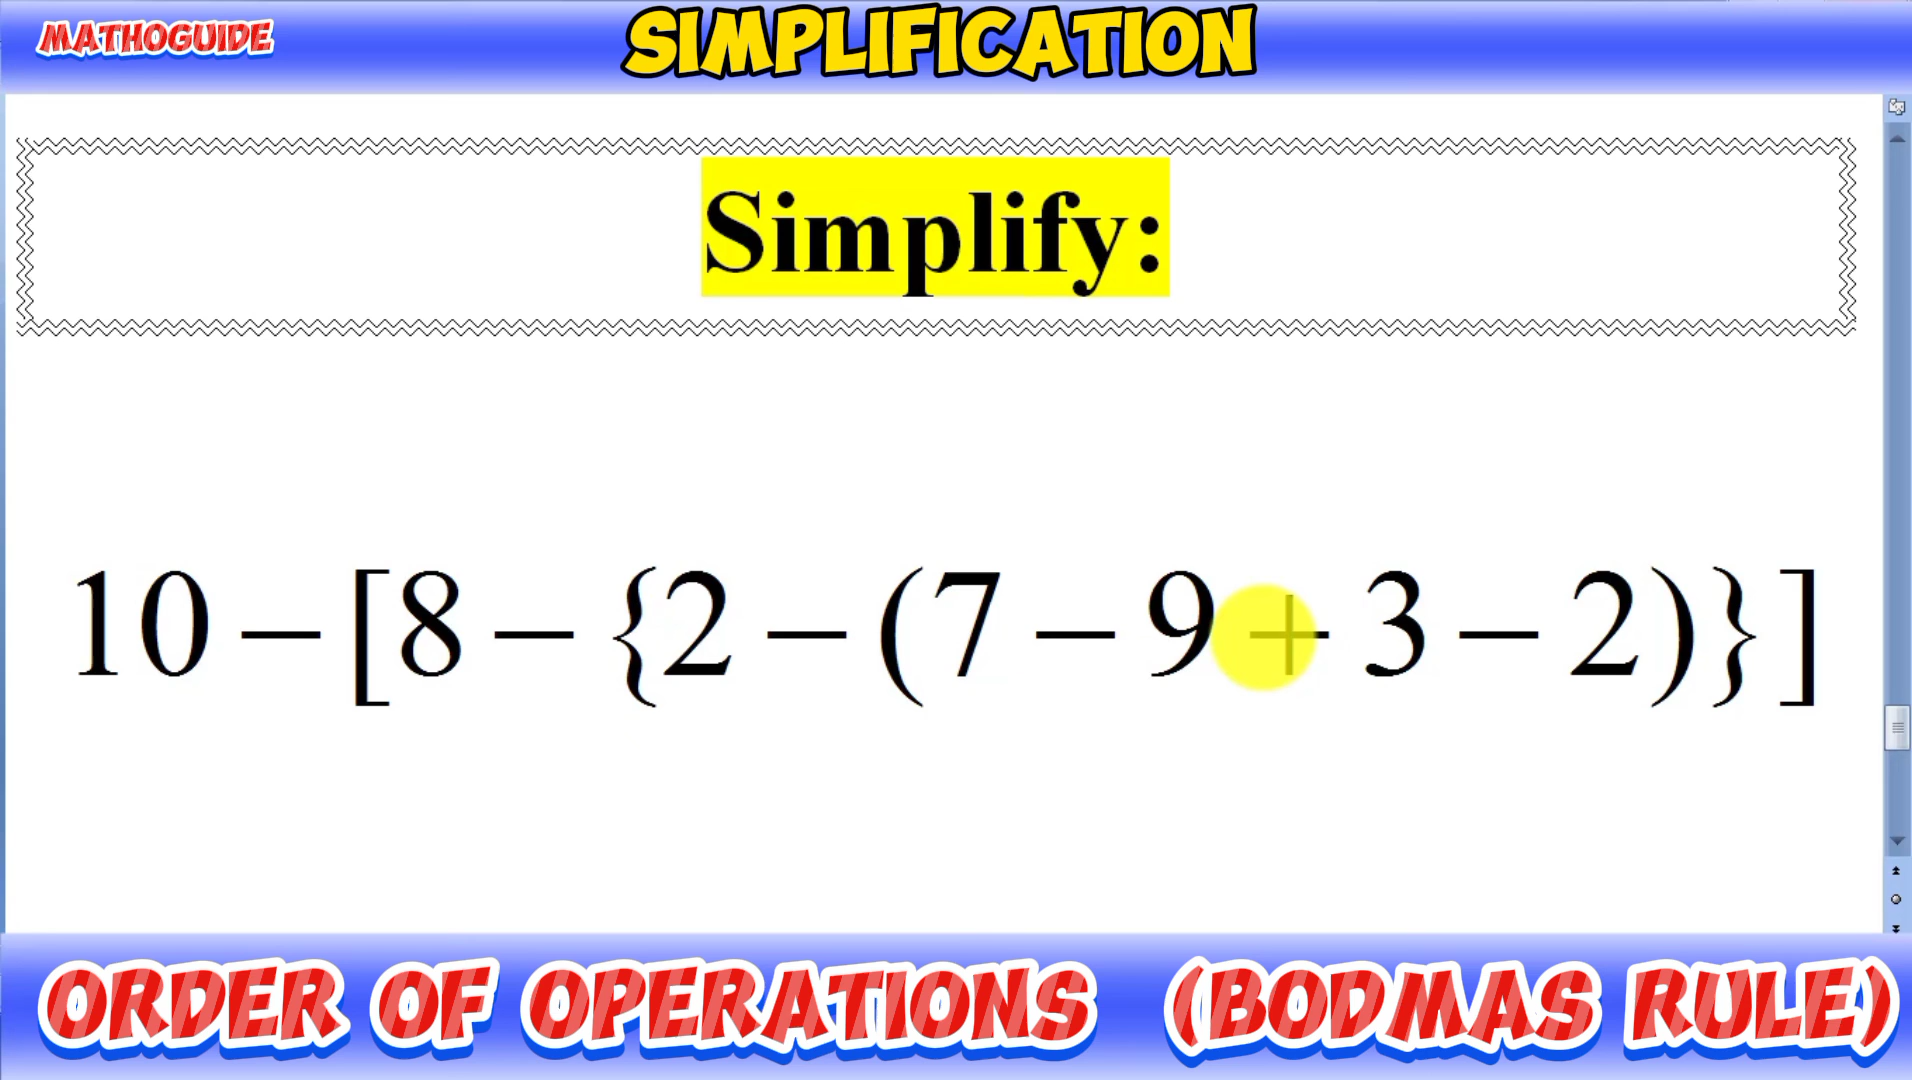 MATHOGUIDE
SIMPLIFICATION
Simplify:
10 − [8 − {2 − (7 − 9 + 3 − 2)}]
ORDER OF OPERATIONS (BODMAS RULE)